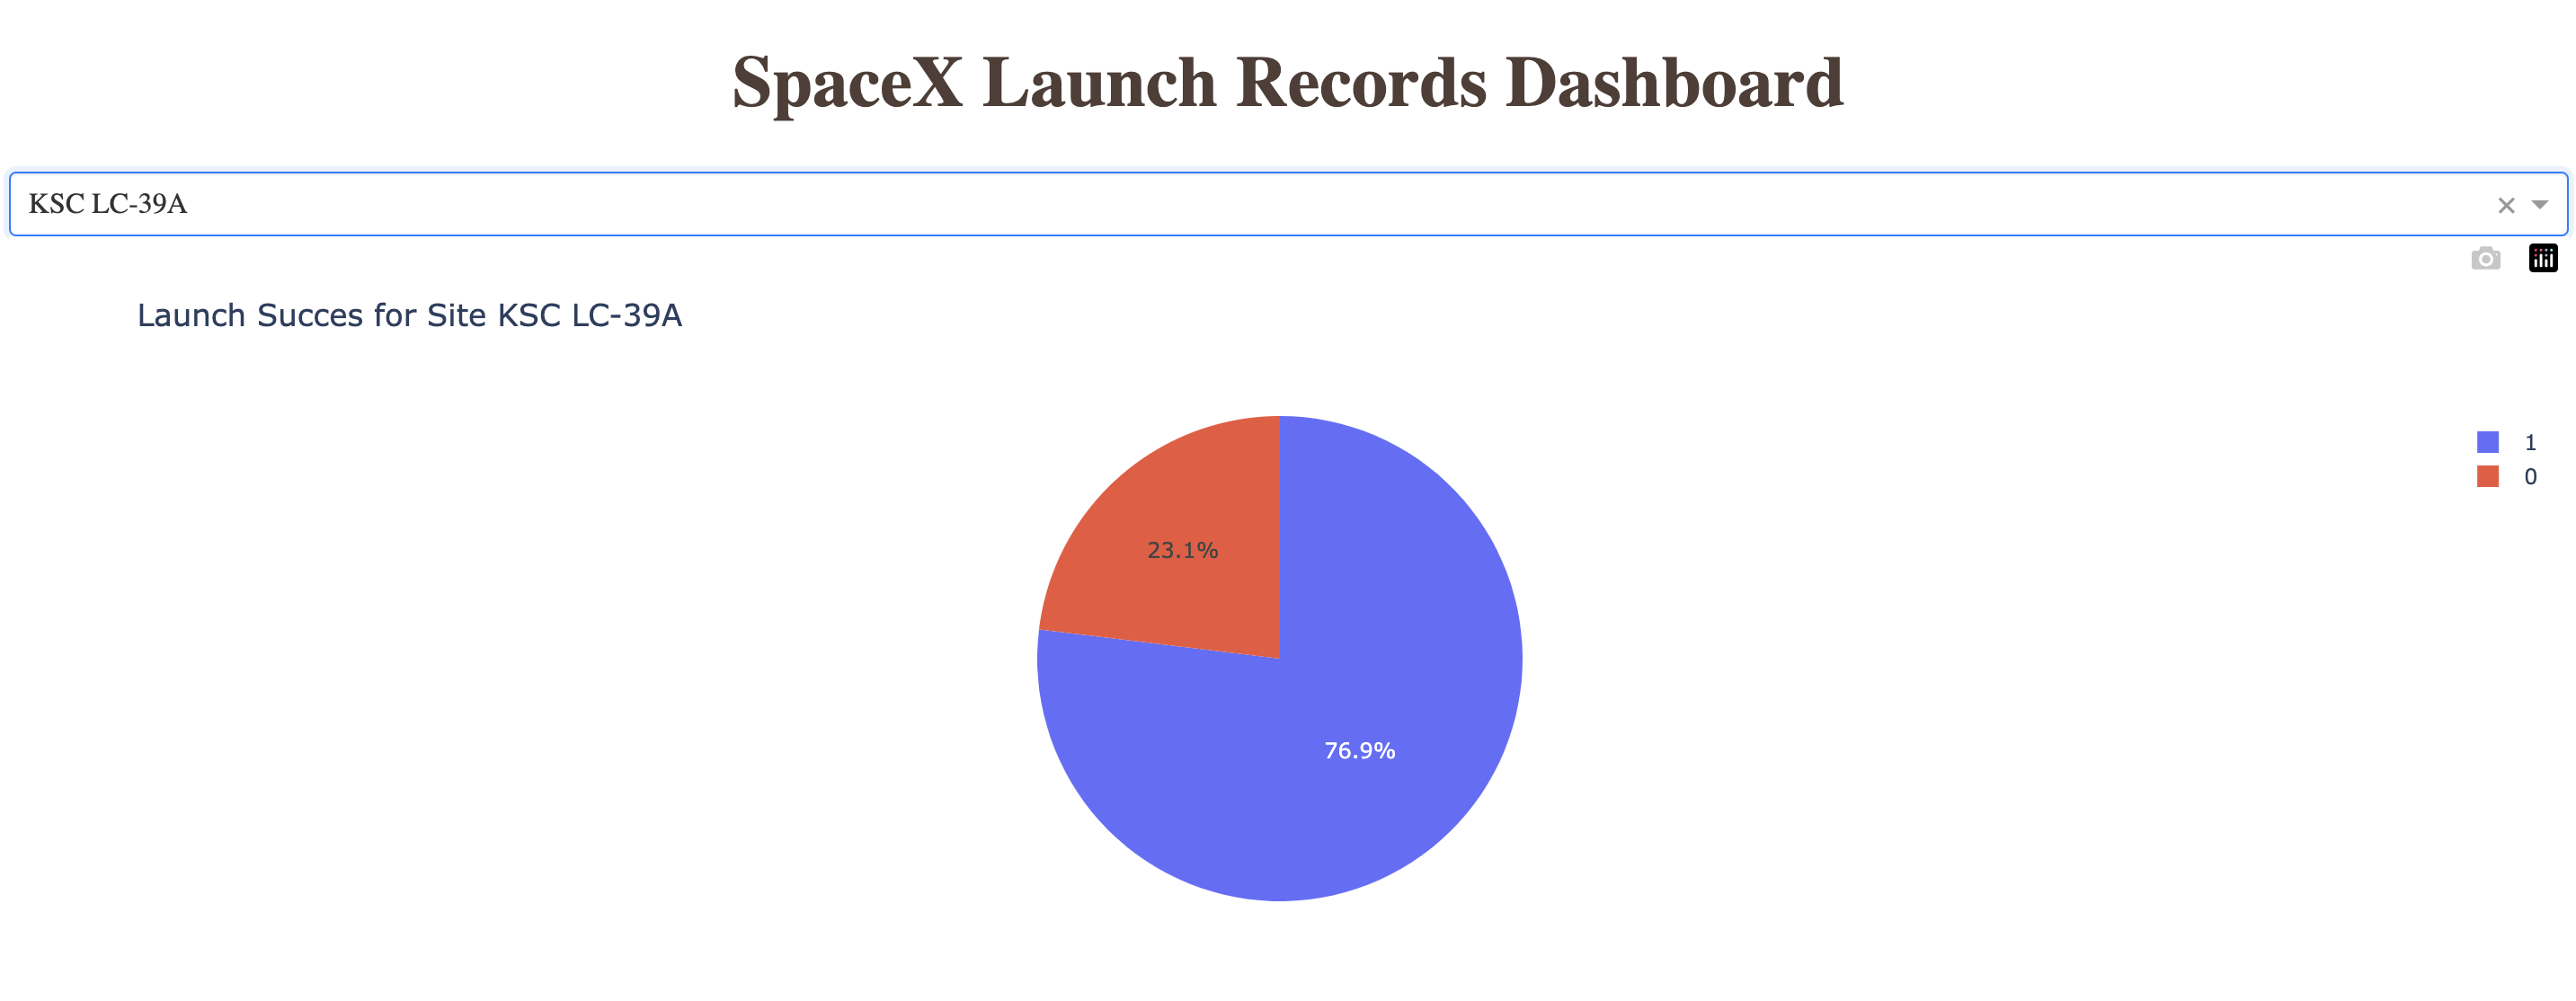 SpaceX Launch Records Dashboard
KSC LC-39A
Launch Succes for Site KSC LC-39A
1
0
23.1%
76.9%